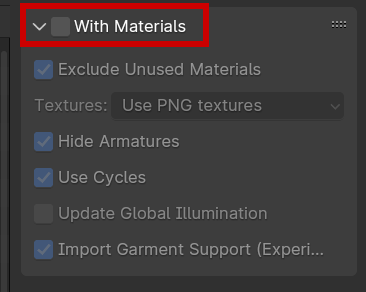 With Materials
Exclude Unused Materials
Textures: Use PNG textures
Hide Armatures
Use Cycles
Update Global Illumination
Import Garment Support (Experi...